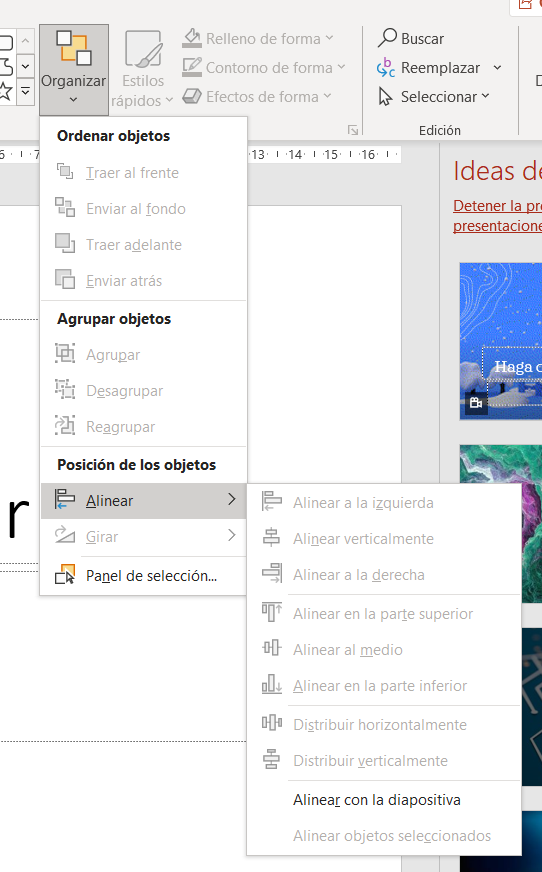 Organizar
Estilos
rápidos
Relleno de forma
Contorno de forma
Efectos de forma
Buscar
Reemplazar
Seleccionar
Edición
Ordenar objetos
Traer al frente
Enviar al fondo
Traer adelante
Enviar atrás
Agrupar objetos
Agrupar
Desagrupar
Reagrupar
Posición de los objetos
Alinear
Girar
Panel de selección...
Alinear a la izquierda
Alinear verticalmente
Alinear a la derecha
Alinear en la parte superior
Alinear al medio
Alinear en la parte inferior
Distribuir horizontalmente
Distribuir verticalmente
Alinear con la diapositiva
Alinear objetos seleccionados
13 · 14 · 15 · 16
r
Ideas de
Detener la pr
presentacione
Haga c